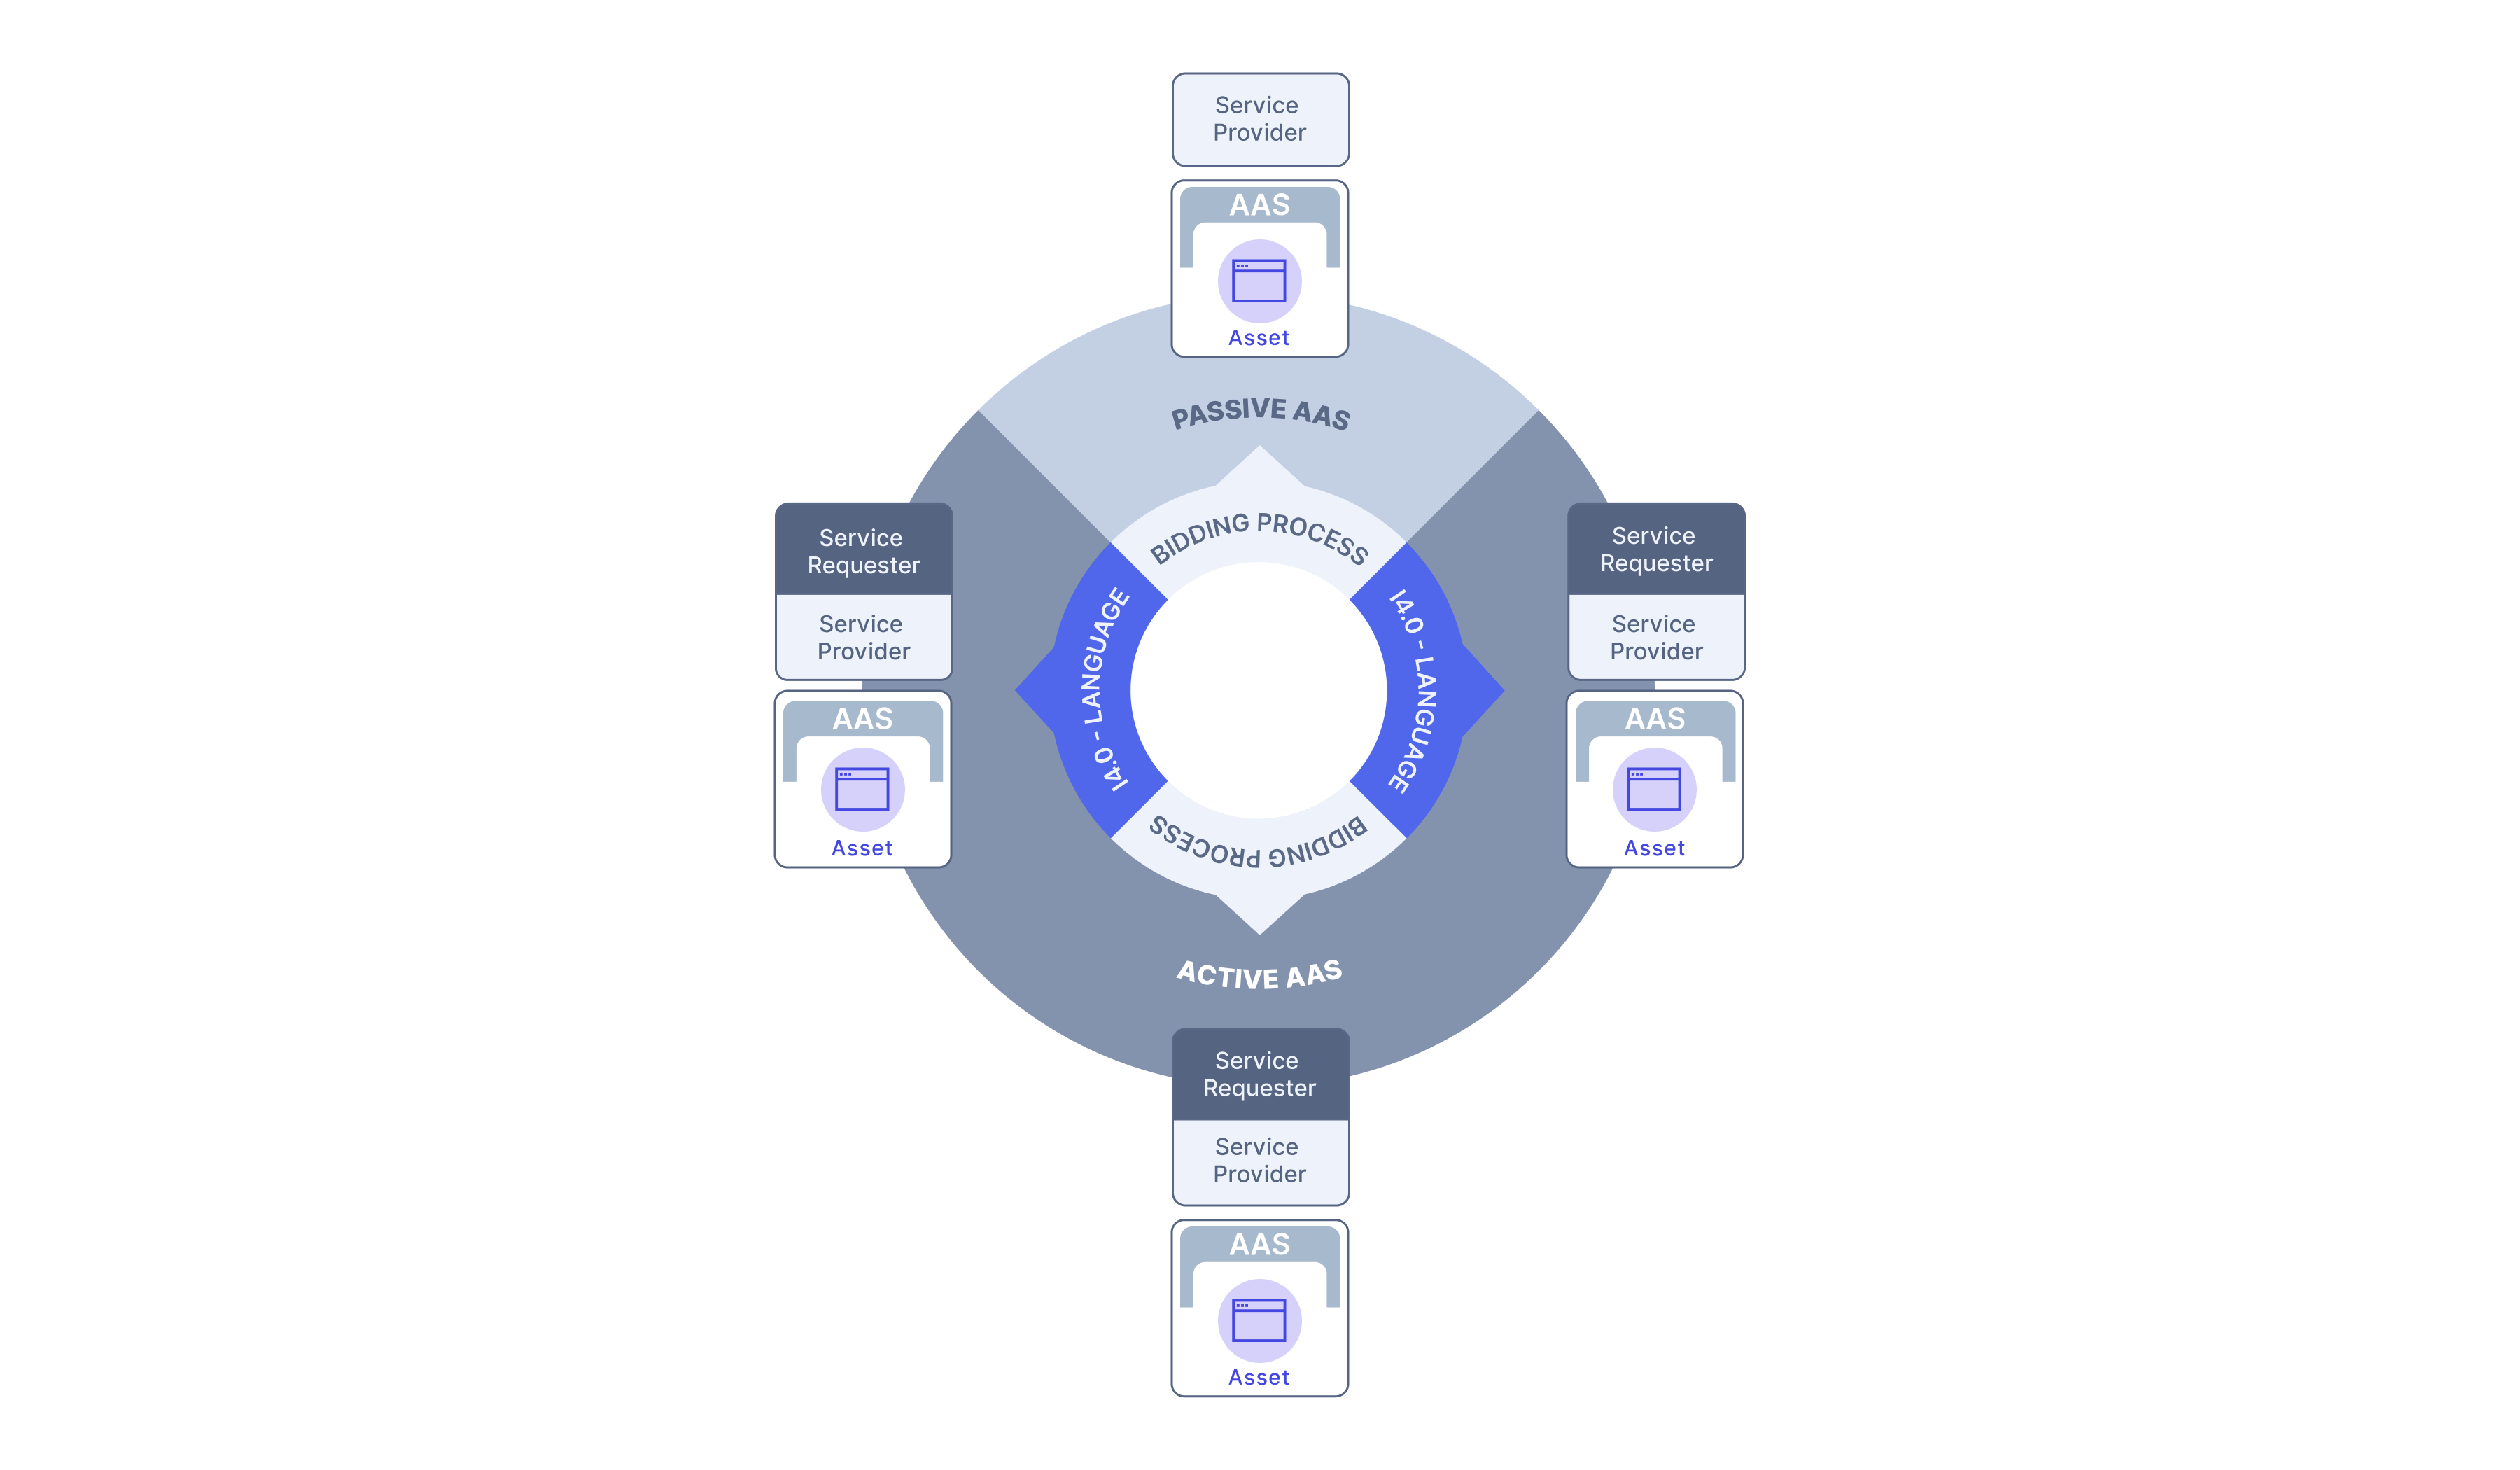 Service
Provider
AAS
Asset
PASSIVE AAS
BIDDING PROCESS
Service
Requester
Service
Provider
AAS
Asset
I4.0 - LANGUAGE
I4.0 - LANGUAGE
Service
Requester
Service
Provider
AAS
Asset
BIDDING PROCESS
ACTIVE AAS
Service
Requester
Service
Provider
AAS
Asset